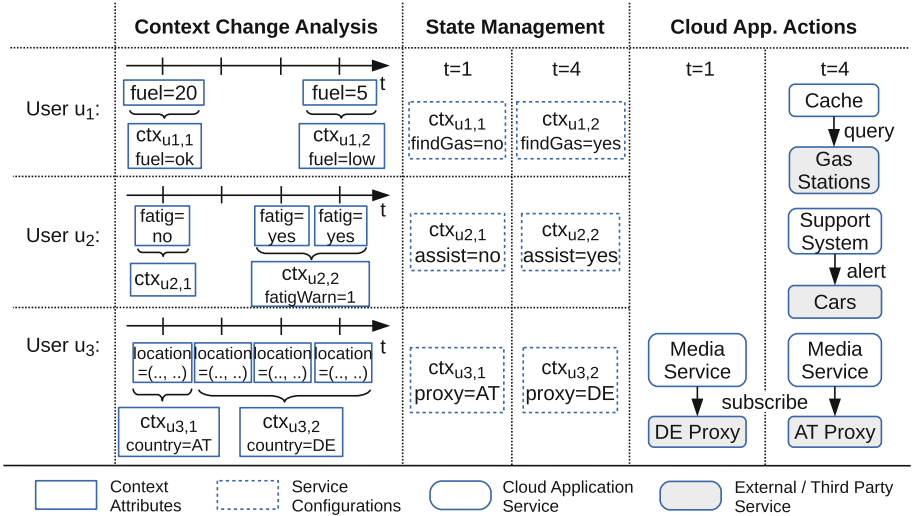 Context Change Analysis
State Management
Cloud App. Actions
t
t=1
t=4
t=1
t=4
User u1:
fuel=20
fuel=5
ctxu1,1
fuel=ok
ctxu1,2
fuel=low
ctxu1,1
findGas=no
ctxu1,2
findGas=yes
Cache
query
Gas
Stations
t
User u2:
fatig=
no
fatig=
yes
fatig=
yes
ctxu2,1
ctxu2,2
fatigWarn=1
ctxu2,1
assist=no
ctxu2,2
assist=yes
Support
System
alert
Cars
t
User u3:
location
=(.., ..)
location
=(.., ..)
location
=(.., ..)
location
=(.., ..)
ctxu3,1
country=AT
ctxu3,2
country=DE
ctxu3,1
proxy=AT
ctxu3,2
proxy=DE
Media
Service
Media
Service
subscribe
DE Proxy
AT Proxy
Context
Attributes
Service
Configurations
Cloud Application
Service
External / Third Party
Service